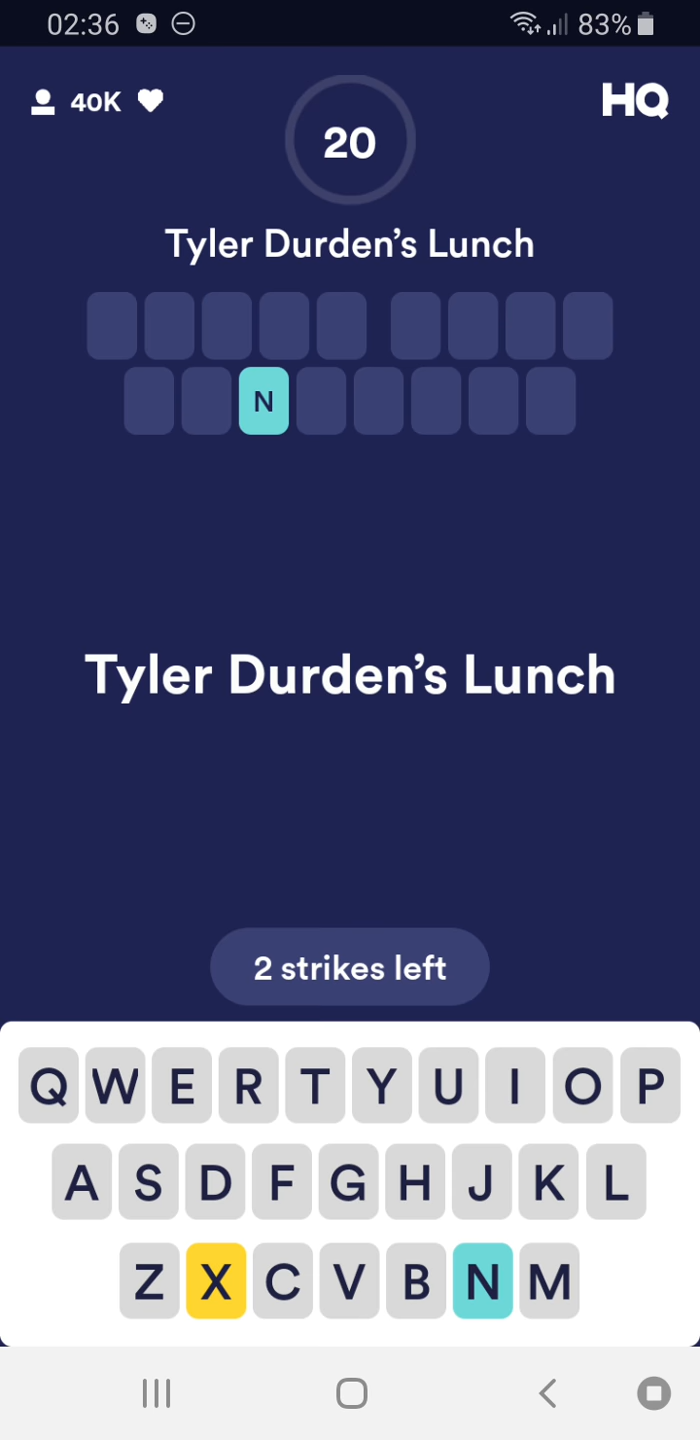 02:36 83%
40K HQ
20
Tyler Durden’s Lunch
N
Tyler Durden’s Lunch
2 strikes left
Q W E R T Y U I O P
A S D F G H J K L
Z X C V B N M